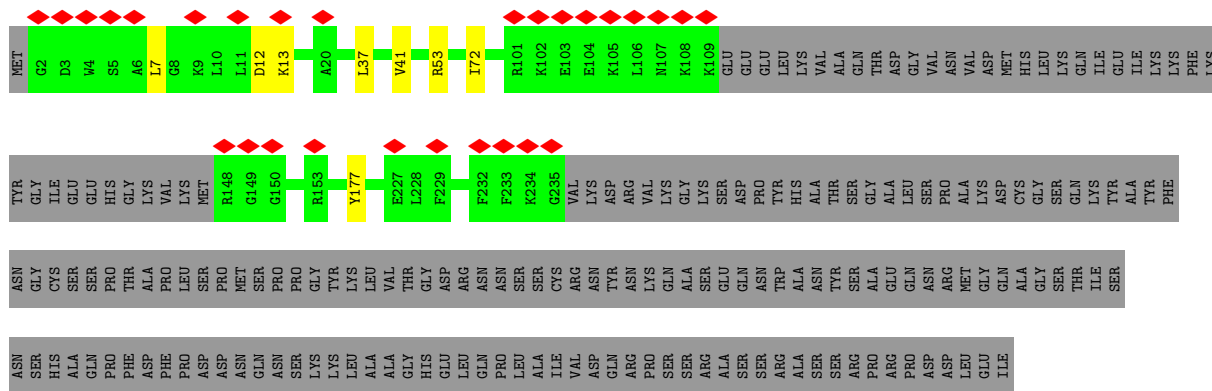 MET G2 D3 W4 S5 A6 L7 G8 K9 L10 L11 D12 K13 A20 L37 V41 R53 I72 R101 K102 E103 E104 K105 L106 N107 K108 K109 GLU GLU GLU LEU LYS VAL ALA GLN THR ASP GLY VAL ASN VAL ASP MET HIS LEU LYS GLN ILE GLU ILE LYS LYS PHE LYS
TYR GLY ILE GLU GLU HIS GLY LYS VAL LYS MET R148 G149 G150 R153 Y177 E227 L228 F229 F232 F233 K234 G235 VAL LYS ASP ARG VAL LYS GLY LYS SER ASP PRO TYR HIS ALA THR SER GLY ALA LEU SER PRO ALA LYS ASP CYS GLY SER GLN LYS TYR ALA TYR PHE
ASN GLY CYS SER SER PRO THR ALA PRO LEU SER PRO MET SER PRO PRO GLY TYR LYS LEU VAL THR GLY ASP ARG ASN ASN SER SER CYS ARG ASN TYR ASN LYS GLN ALA SER GLU GLN ASN TRP ALA ASN TYR SER ALA GLU GLN ASN ARG MET GLY GLN ALA GLY SER THR ILE SER
ASN SER HIS ALA GLN PRO PHE ASP PHE PRO ASP ASP ASN GLN ASN SER LYS LYS LEU ALA ALA GLY HIS GLU LEU GLN PRO LEU ALA ILE VAL ASP GLN ARG PRO SER SER ARG ALA SER SER ARG ALA SER SER ARG PRO ARG PRO ASP ASP LEU GLU ILE